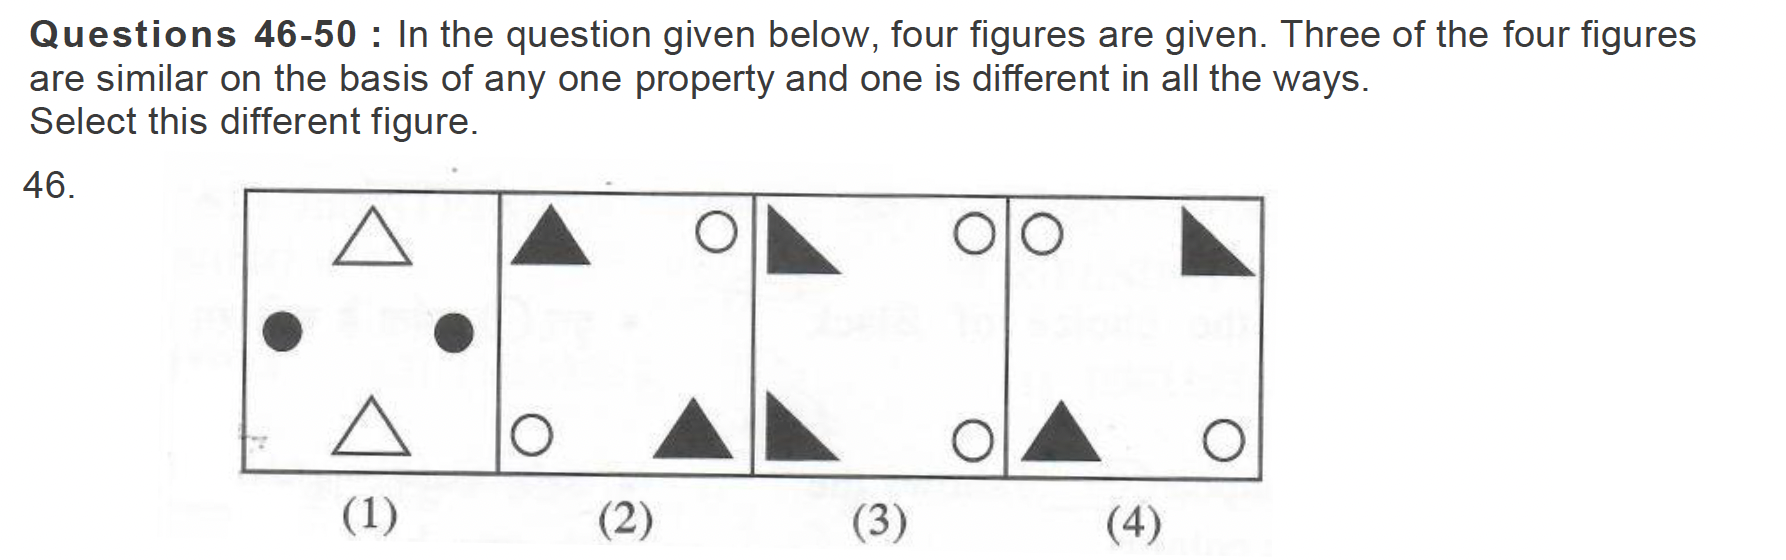 Questions 46-50 : In the question given below, four figures are given. Three of the four figures
are similar on the basis of any one property and one is different in all the ways.
Select this different figure.
46.
(1) (2) (3) (4)